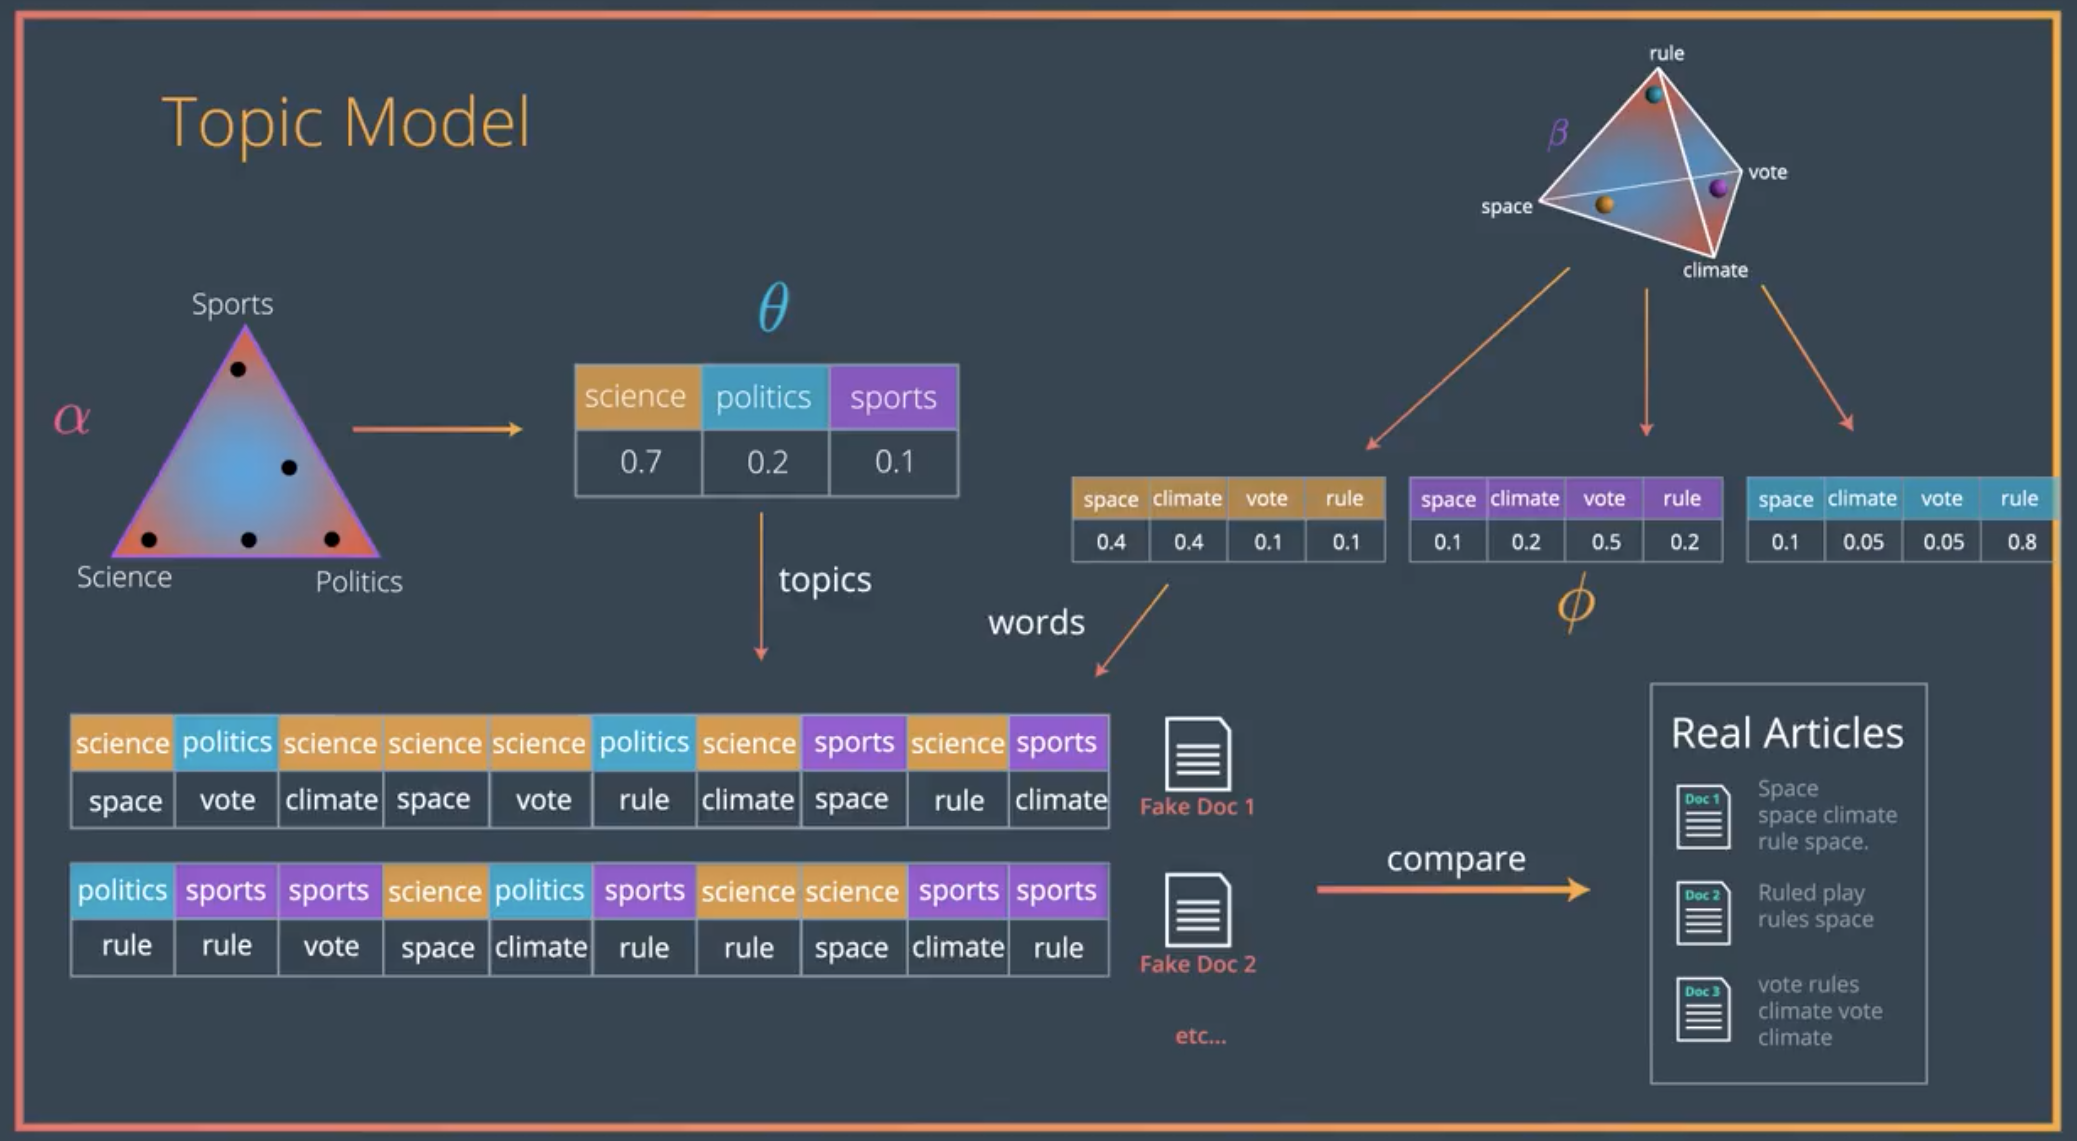 Topic Model
rule
β
vote
space
climate
Sports
α
Science
Politics
θ
science politics sports
0.7 0.2 0.1
topics
words
space climate vote rule
0.4 0.4 0.1 0.1
space climate vote rule
0.1 0.2 0.5 0.2
space climate vote rule
0.1 0.05 0.05 0.8
ϕ
science politics science science science politics science sports science sports
space vote climate space vote rule climate space rule climate
Fake Doc 1
politics sports sports science politics sports science science sports sports
rule rule vote space climate rule rule space climate rule
Fake Doc 2
etc...
compare
Real Articles
Doc 1
Space
space climate
rule space.
Doc 2
Ruled play
rules space
Doc 3
vote rules
climate vote
climate